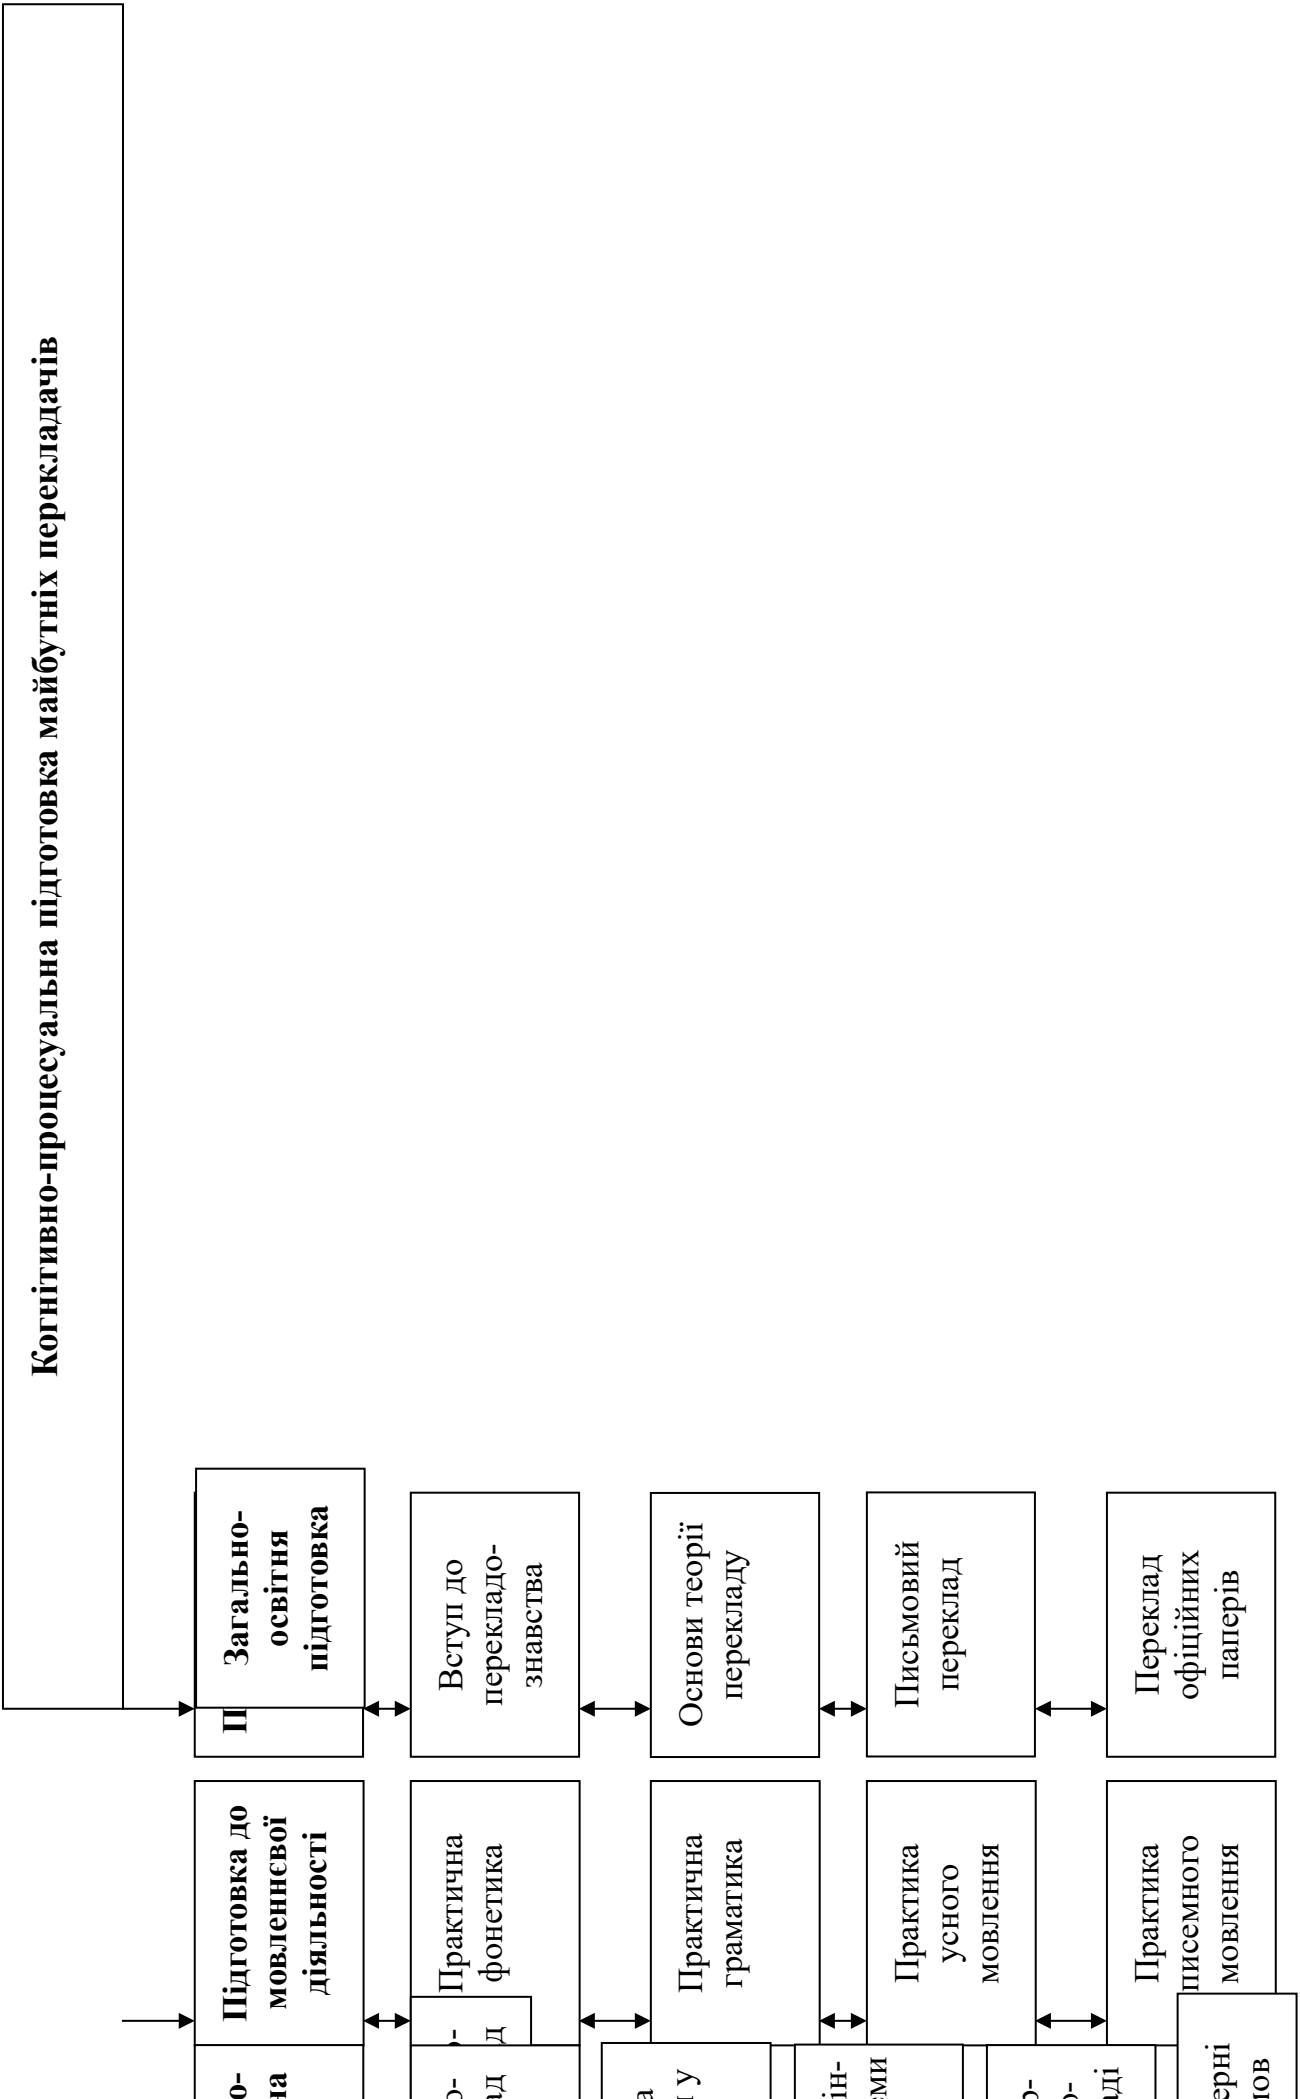 Когнітивно-процесуальна підготовка майбутніх перекладачів
Загально-
освітня
підготовка
Вступ до
перекладо-
знавства
Основи теорії
перекладу
Письмовий
переклад
Переклад
офіційних
паперів
Підготовка до
мовленнєвої
діяльності
Практична
фонетика
Практична
граматика
Практика
усного
мовлення
Практика
писемного
мовлення